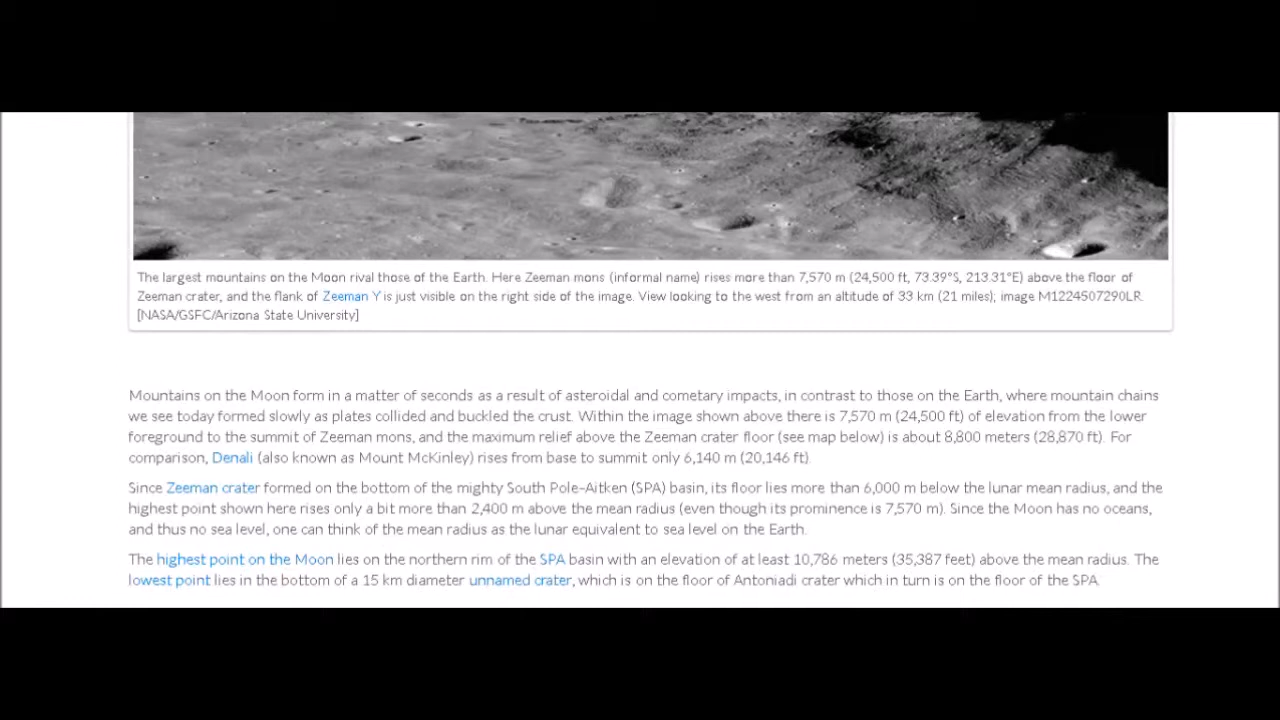 The largest mountains on the Moon rival those of the Earth. Here Zeeman mons (informal name) rises more than 7,570 m (24,500 ft, 73.39°S, 213.31°E) above the floor of
Zeeman crater, and the flank of Zeeman Y is just visible on the right side of the image. View looking to the west from an altitude of 33 km (21 miles); image M1224507290LR.
[NASA/GSFC/Arizona State University]
Mountains on the Moon form in a matter of seconds as a result of asteroidal and cometary impacts, in contrast to those on the Earth, where mountain chains
we see today formed slowly as plates collided and buckled the crust. Within the image shown above there is 7,570 m (24,500 ft) of elevation from the lower
foreground to the summit of Zeeman mons, and the maximum relief above the Zeeman crater floor (see map below) is about 8,800 meters (28,870 ft). For
comparison, Denali (also known as Mount McKinley) rises from base to summit only 6,140 m (20,146 ft).
Since Zeeman crater formed on the bottom of the mighty South Pole-Aitken (SPA) basin, its floor lies more than 6,000 m below the lunar mean radius, and the
highest point shown here rises only a bit more than 2,400 m above the mean radius (even though its prominence is 7,570 m). Since the Moon has no oceans,
and thus no sea level, one can think of the mean radius as the lunar equivalent to sea level on the Earth.
The highest point on the Moon lies on the northern rim of the SPA basin with an elevation of at least 10,786 meters (35,387 feet) above the mean radius. The
lowest point lies in the bottom of a 15 km diameter unnamed crater, which is on the floor of Antoniadi crater which in turn is on the floor of the SPA.